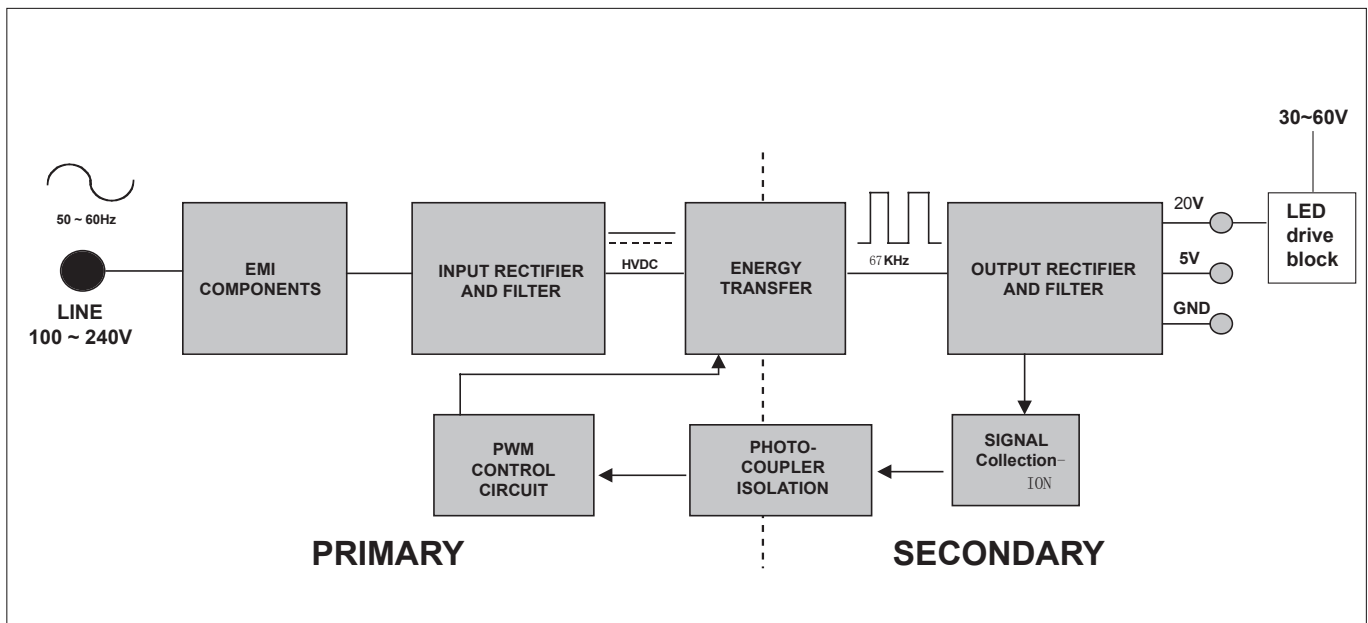 30~60V
50 ~ 60Hz
LINE
100 ~ 240V
EMI
COMPONENTS
INPUT RECTIFIER
AND FILTER
HVDC
ENERGY
TRANSFER
67KHz
OUTPUT RECTIFIER
AND FILTER
20V
5V
GND
LED
drive
block
PWM
CONTROL
CIRCUIT
PHOTO-
COUPLER
ISOLATION
SIGNAL
Collection-
ION
PRIMARY
SECONDARY